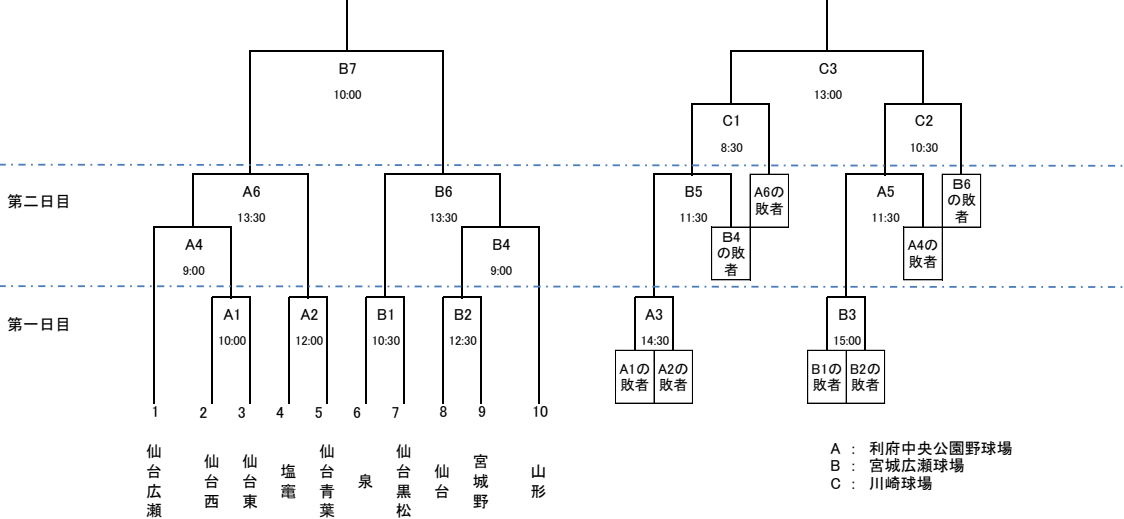 B7
10:00
C3
13:00
C1
8:30
C2
10:30
第二日目
A6
13:30
B6
13:30
B5
11:30
A6の
敗者
A5
11:30
B6
の敗
者
A4
9:00
B4
9:00
B4
の敗
者
A4の
敗者
第一日目
A1
10:00
A2
12:00
B1
10:30
B2
12:30
A3
14:30
B3
15:00
A1の
敗者
A2の
敗者
B1の
敗者
B2の
敗者
1 2 3 4 5 6 7 8 9 10
仙台広瀬
仙台西
仙台東
塩竈
仙台青葉
泉
仙台黒松
仙台
宮城野
山形
A : 利府中央公園野球場
B : 宮城広瀬球場
C : 川崎球場